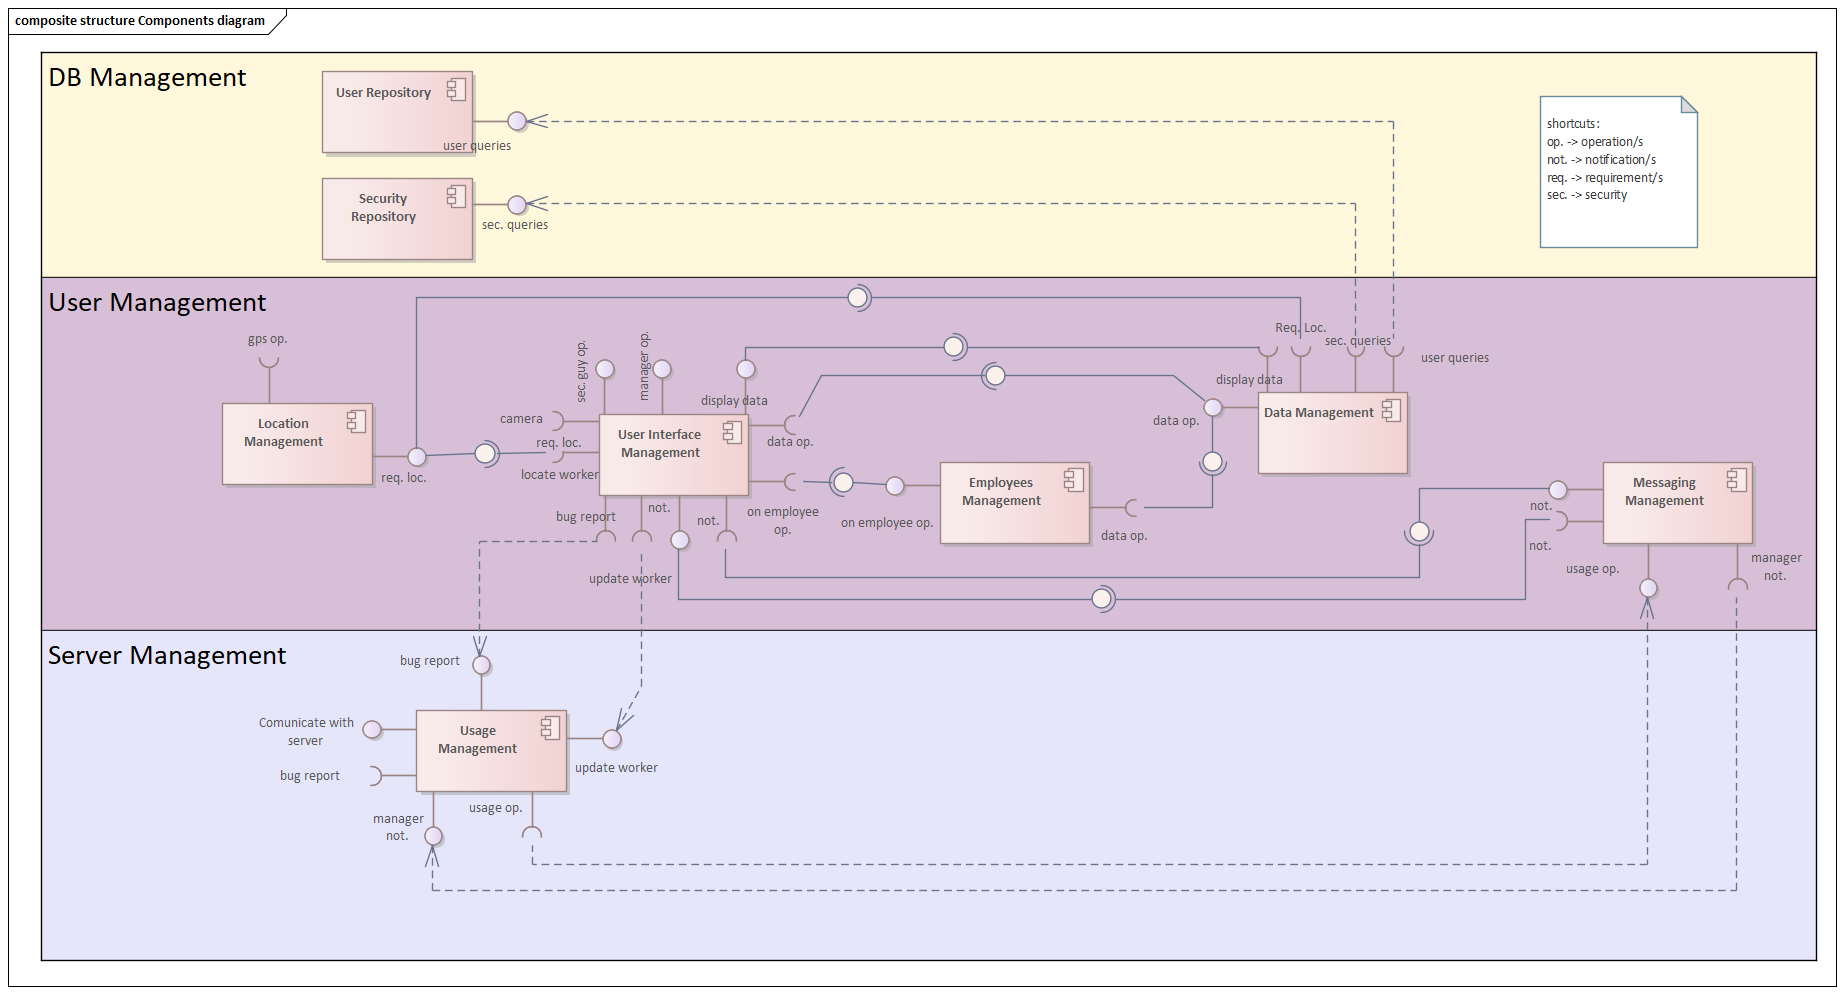 composite structure Components diagram
DB Management
User Repository
user queries
Security
Repository
sec. queries
shortcuts:
op. -> operation/s
not. -> notification/s
req. -> requirement/s
sec. -> security
User Management
gps op.
Location
Management
req. loc.
sec. guy op.
manager op.
display data
camera
req. loc.
locate worker
User Interface
Management
data op.
bug report
not.
not.
on employee
op.
update worker
on employee op.
Employees
Management
data op.
Req. Loc.
sec. queries
user queries
display data
data op.
Data Management
Messaging
Management
not.
not.
usage op.
manager
not.
Server Management
bug report
Comunicate with
server
bug report
Usage
Management
update worker
manager
not.
usage op.